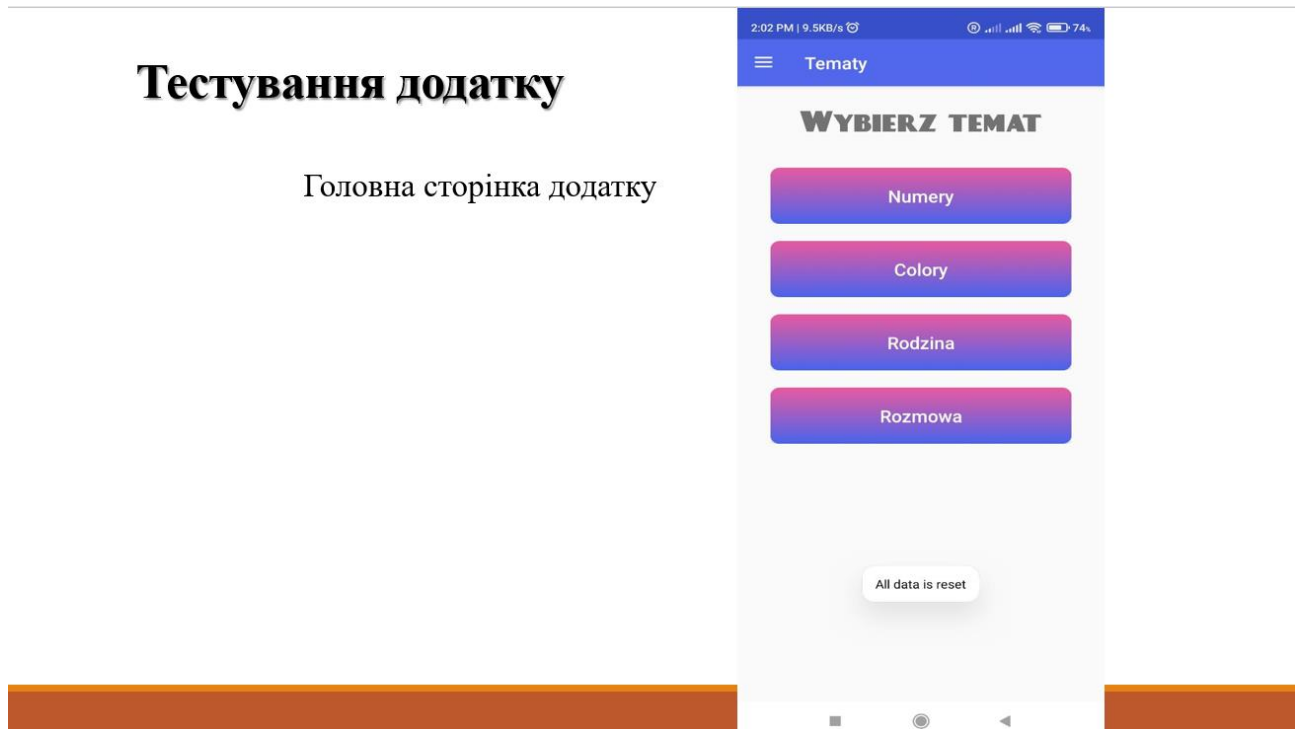 Тестування додатку
Головна сторінка додатку
2:02 PM | 9.5KB/s
74%
Tematy
Wybierz temat
Numery
Colory
Rodzina
Rozmowa
All data is reset